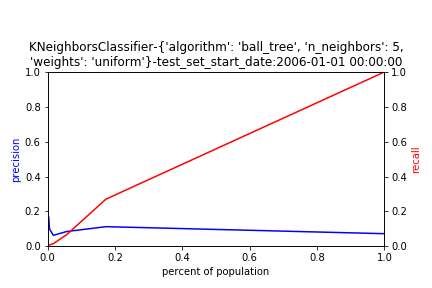 KNeighborsClassifier-{'algorithm': 'ball_tree', 'n_neighbors': 5,
'weights': 'uniform'}-test_set_start_date:2006-01-01 00:00:00
1.0
0.8
0.6
0.4
0.2
0.0
precision
1.0
0.8
0.6
0.4
0.2
0.0
recall
0.0 0.2 0.4 0.6 0.8 1.0
percent of population